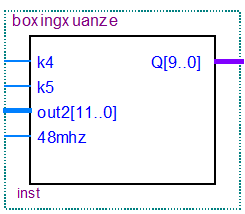 boxingxuanze
k4 Q[9..0]
k5
out2[11..0]
48mhz
inst